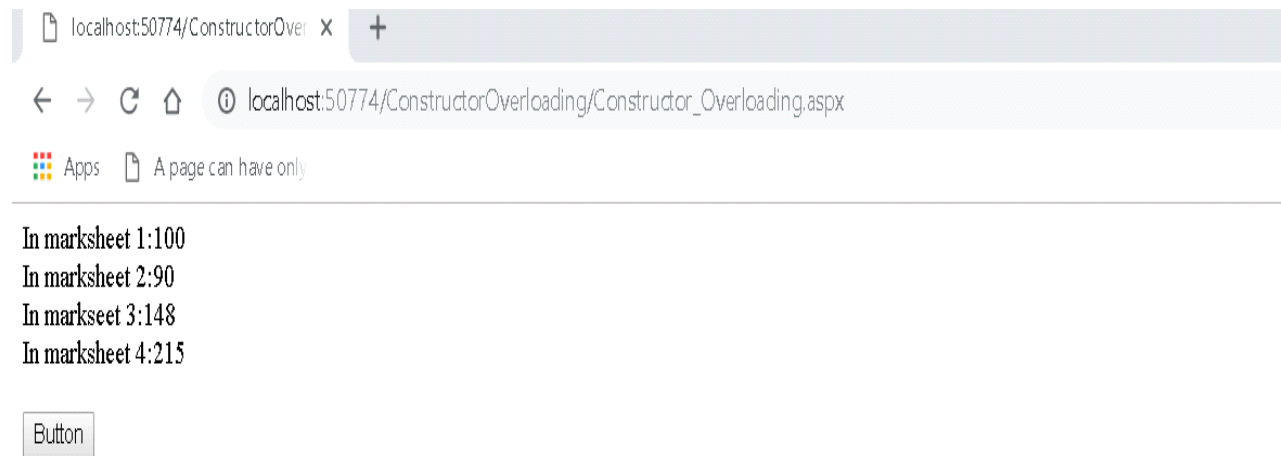 localhost:50774/ConstructorOver
localhost:50774/ConstructorOverloading/Constructor_Overloading.aspx
Apps A page can have only
In marksheet 1:100
In marksheet 2:90
In markseet 3:148
In marksheet 4:215
Button